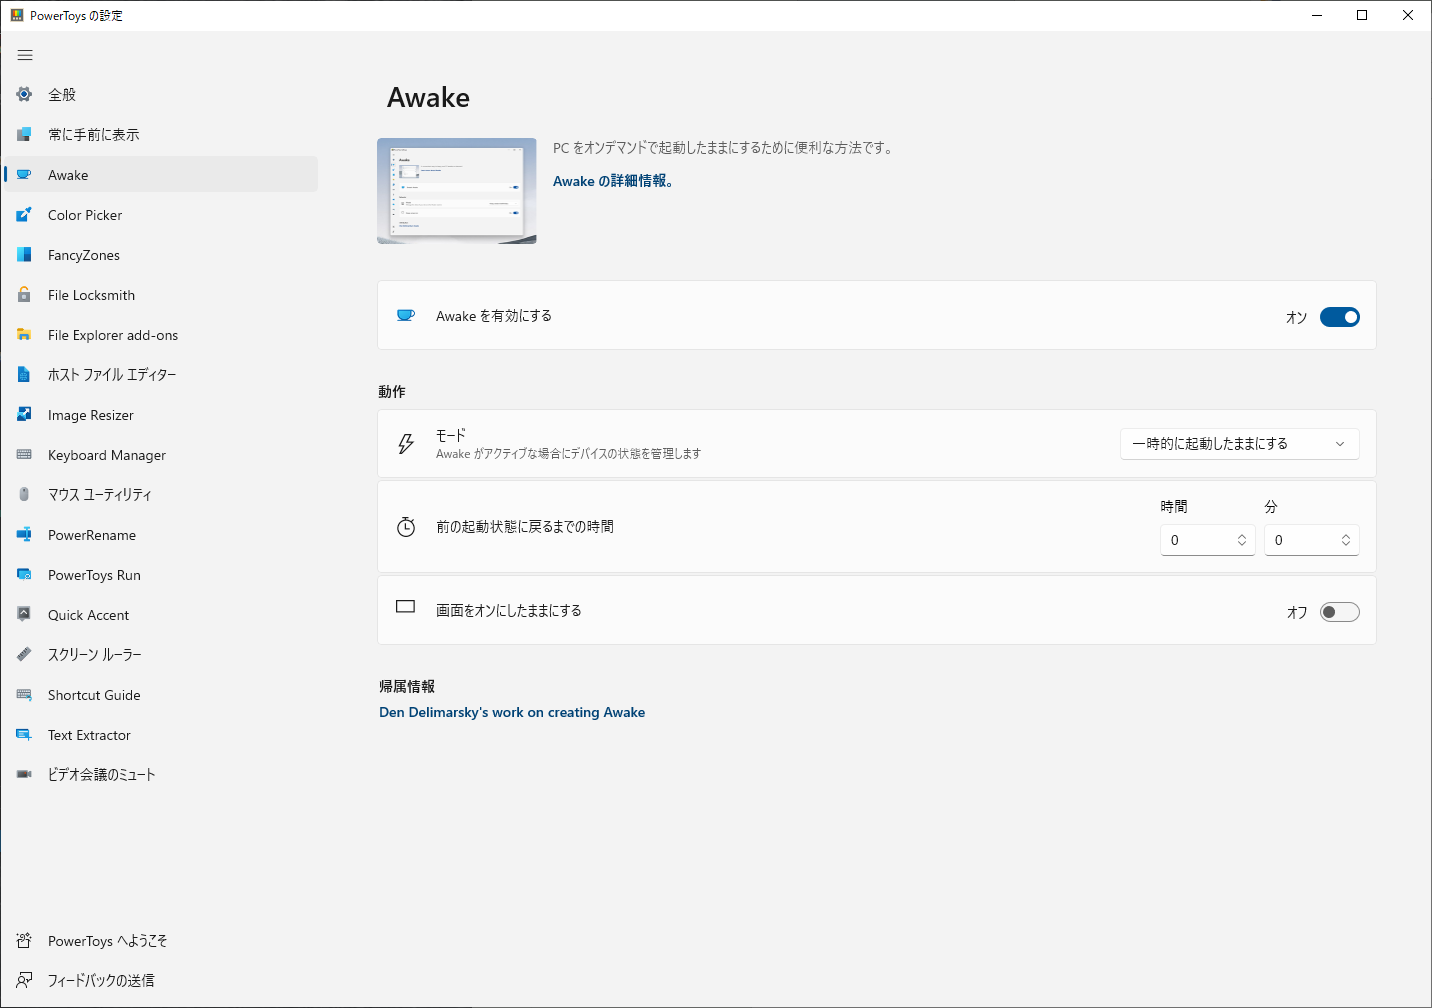 PowerToys の設定
全般
常に手前に表示
Awake
Color Picker
FancyZones
File Locksmith
File Explorer add-ons
ホスト ファイル エディター
Image Resizer
Keyboard Manager
マウス ユーティリティ
PowerRename
PowerToys Run
Quick Accent
スクリーン ルーラー
Shortcut Guide
Text Extractor
ビデオ会議のミュート
PowerToys へようこそ
フィードバックの送信
Awake
PC をオンデマンドで起動したままにするために便利な方法です。
Awake の詳細情報。
Awake を有効にする
オン
動作
モード
Awake がアクティブな場合にデバイスの状態を管理します
一時的に起動したままにする
前の起動状態に戻るまでの時間
時間 分
0 0
画面をオンにしたままにする
オフ
帰属情報
Den Delimarsky's work on creating Awake